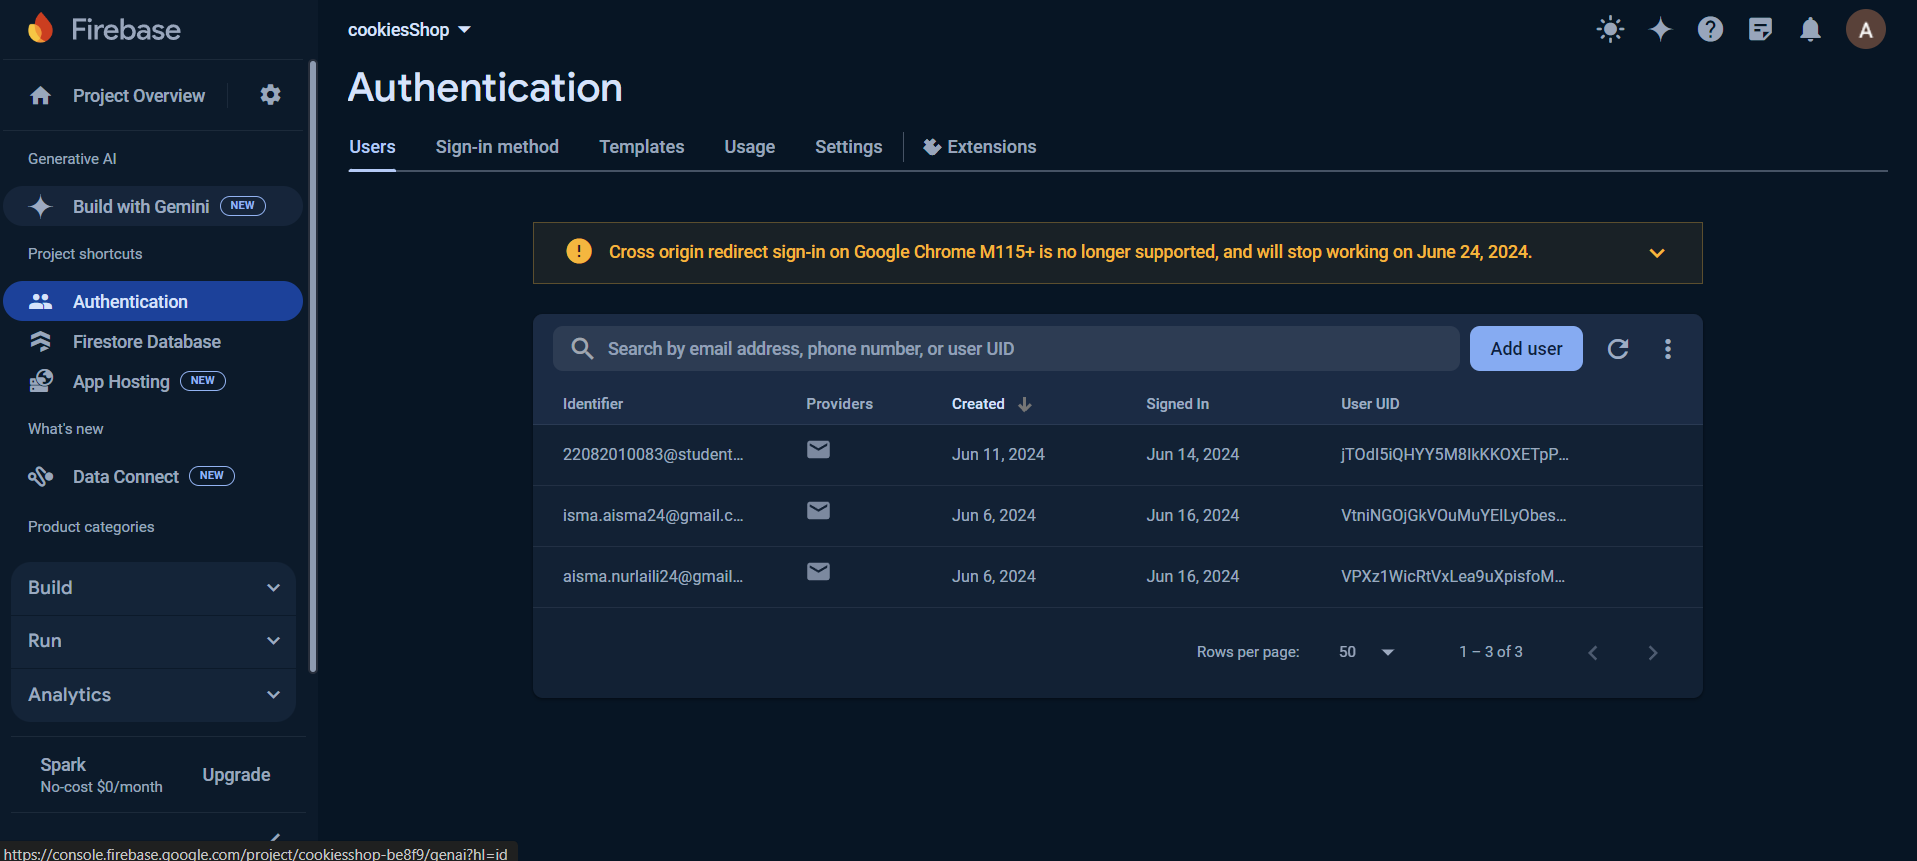 Firebase
cookiesShop
A
Project Overview
Generative AI
Build with Gemini NEW
Project shortcuts
Authentication
Firestore Database
App Hosting NEW
What's new
Data Connect NEW
Product categories
Build
Run
Analytics
Spark
No-cost $0/month
Upgrade
Authentication
Users Sign-in method Templates Usage Settings Extensions
Cross origin redirect sign-in on Google Chrome M115+ is no longer supported, and will stop working on June 24, 2024.
Search by email address, phone number, or user UID
Add user
Identifier Providers Created Signed In User UID
22082010083@student... Jun 11, 2024 Jun 14, 2024 jTOdI5iQHYY5M8IkKKOXETpP...
isma.aisma24@gmail.c... Jun 6, 2024 Jun 16, 2024 VtniNGOjGkVOuMuYElLyObes...
aisma.nurlaili24@gmail... Jun 6, 2024 Jun 16, 2024 VPXz1WicRtVxLea9uXpisfoM...
Rows per page: 50 1 – 3 of 3
https://console.firebase.google.com/project/cookiesshop-be8f9/genai?hl=id